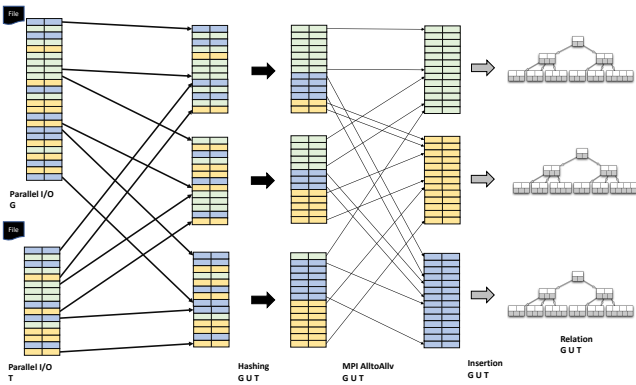 File
Parallel I/O
G
File
Parallel I/O
T
Hashing
G U T
MPI AlltoAllv
G U T
Insertion
G U T
Relation
G U T